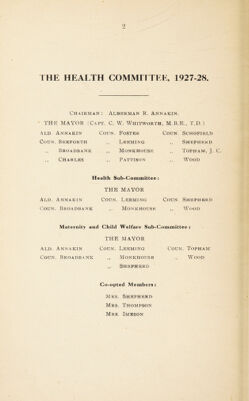 2
THE HEALTH COMMITTEE, 1927-28.
CHAIRMAN: ALDERMAN R. ANNAKIN.
THE MAYOR (CAPT. C. W. WHITWORTH, M.B.E., T.D.)
ALD. ANNAKIN COUN. FOSTER COUN. SCHOFIELD
COUN. BERFORTH ,, LEEMING ,, SHEPHERD
,, BROADBANK ,, MONKHOUSE ,, TOPHAM, J. C.
,, CHARLES ,, PATTISON ,, WOOD
Health Sub-Committee:
THE MAYOR
ALD. ANNAKIN COUN. LEEMING COUN. SHEPHERD
COUN. BROADBANK ,, MONKHOUSE ,, WOOD
Maternity and Child Welfare Sub-Committee:
THE MAYOR
ALD. ANNAKIN COUN. LEEMING COUN. TOPHAM
COUN. BROADBANK ,, MONKHOUSE ,, WOOD
,, SHEPHERD
Co-opted Members:
MRS. SHEPHERD
MRS. THOMPSON
MRS. IMESON